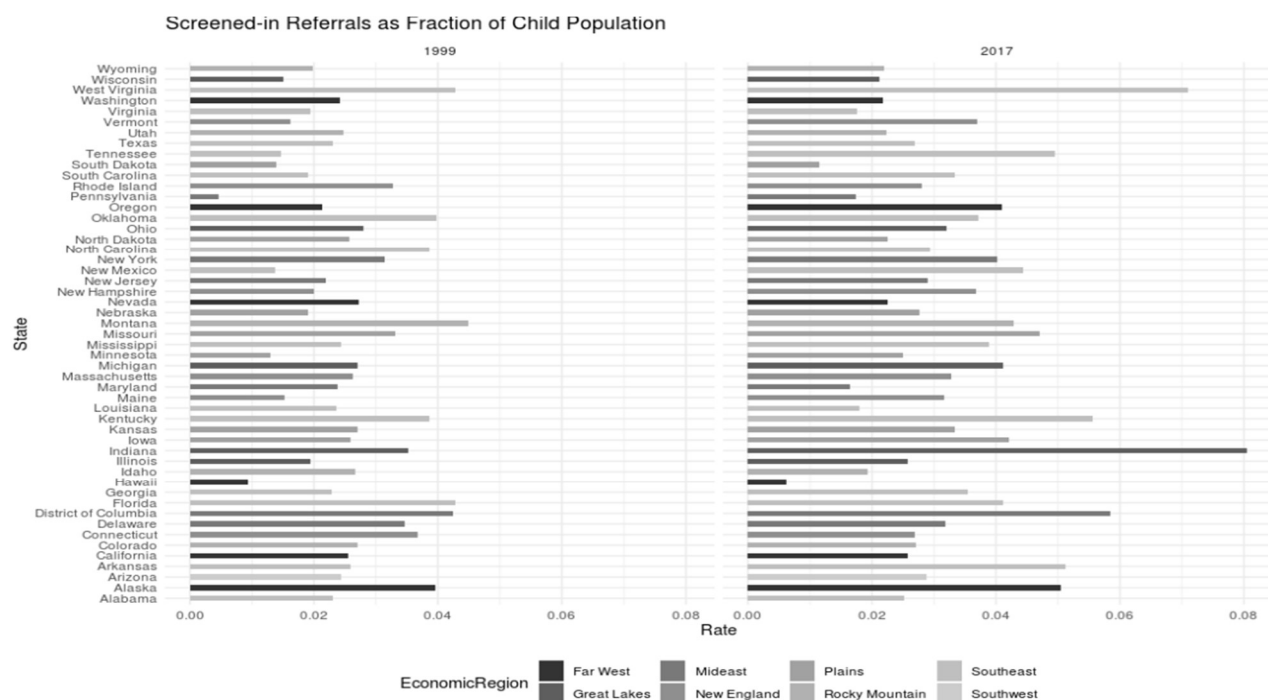 Screened-in Referrals as Fraction of Child Population
1999
2017
State
Wyoming
Wisconsin
West Virginia
Washington
Virginia
Vermont
Utah
Texas
Tennessee
South Dakota
South Carolina
Rhode Island
Pennsylvania
Oregon
Oklahoma
Ohio
North Dakota
North Carolina
New York
New Mexico
New Jersey
New Hampshire
Nevada
Nebraska
Montana
Missouri
Mississippi
Minnesota
Michigan
Massachusetts
Maryland
Maine
Louisiana
Kentucky
Kansas
Iowa
Indiana
Illinois
Idaho
Hawaii
Georgia
Florida
District of Columbia
Delaware
Connecticut
Colorado
California
Arkansas
Arizona
Alaska
Alabama
0.00 0.02 0.04 0.06 0.08 0.00 0.02 0.04 0.06 0.08
Rate
EconomicRegion
Far West Mideast Plains Southeast
Great Lakes New England Rocky Mountain Southwest